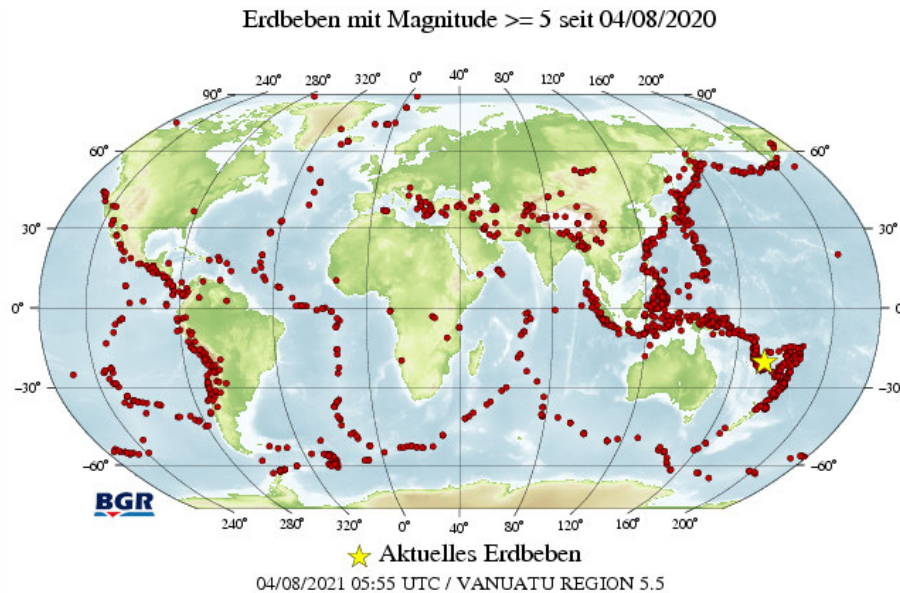 Erdbeben mit Magnitude >= 5 seit 04/08/2020
240° 280° 320° 0° 40° 80° 120° 160° 200°
90° 90°
60° 60°
30° 30°
0° 0°
−30° −30°
−60° −60°
BGR
240° 280° 320° 0° 40° 80° 120° 160° 200°
Aktuelles Erdbeben
04/08/2021 05:55 UTC / VANUATU REGION 5.5